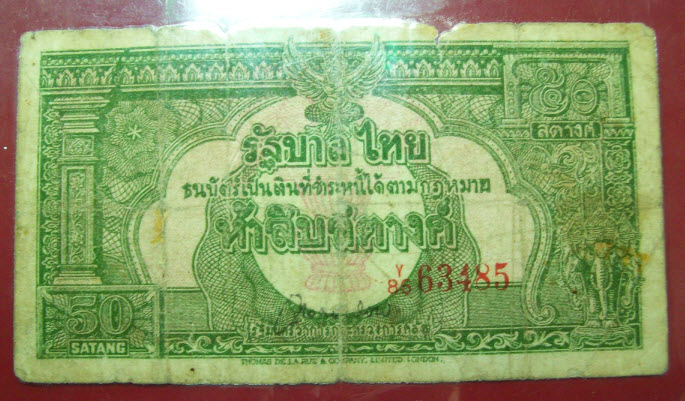 ๕๐
สตางค์
รัฐบาลไทย
ธนบัตร์เป็นเงินที่ชำระหนี้ได้ตามกฎหมาย
ห้าสิบสตางค์
Y/86 63485
50
SATANG
THOMAS DE LA RUE & COMPANY, LIMITED, LONDON.